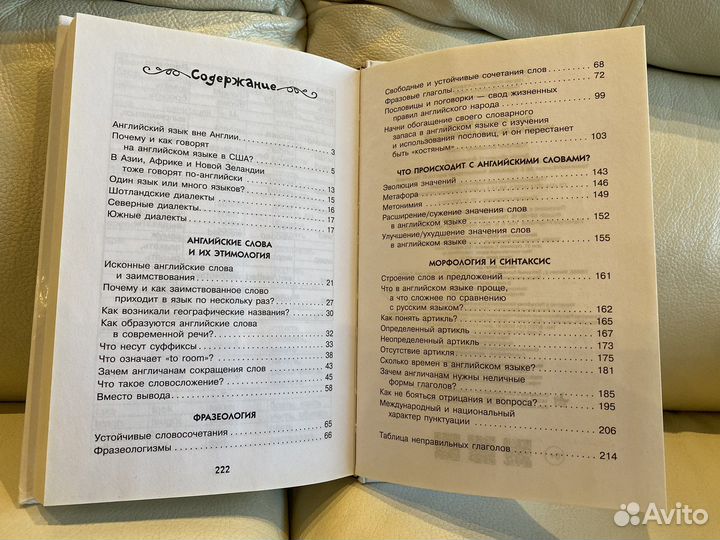 Содержание
Английский язык вне Англии. 3
Почему и как говорят
на английском языке в США? 5
В Азии, Африке и Новой Зеландии
тоже говорят по-английски 13
Один язык или много языков? 15
Шотландские диалекты 16
Северные диалекты. 17
Южные диалекты 17
АНГЛИЙСКИЕ СЛОВА
И ИХ ЭТИМОЛОГИЯ
Исконные английские слова
и заимствования 21
Почему и как заимствованное слово
приходит в язык по нескольку раз? 27
Как возникали географические названия? 30
Как образуются английские слова
в современной речи? 32
Что несут суффиксы 33
Что означает «to room»? 38
Зачем англичанам сокращения слов 43
Что такое словосложение? 45
Вместо вывода 58
ФРАЗЕОЛОГИЯ
Устойчивые словосочетания 65
Фразеологизмы 66
222
Свободные и устойчивые сочетания слов 68
Фразовые глаголы 72
Пословицы и поговорки — свод жизненных
правил английского народа 99
Начни обогащение своего словарного
запаса в английском языке с изучения
и использования пословиц, и он перестанет
быть «костяным» 103
ЧТО ПРОИСХОДИТ С АНГЛИЙСКИМИ СЛОВАМИ?
Эволюция значений 143
Метафора 146
Метонимия 149
Расширение/сужение значения слов
в английском языке 152
Улучшение/ухудшение значения слов
в английском языке 155
МОРФОЛОГИЯ И СИНТАКСИС
Строение слов и предложений 161
Что в английском языке проще,
а что сложнее по сравнению
с русским языком? 162
Как понять артикль? 165
Определенный артикль 167
Неопределенный артикль 173
Отсутствие артикля 175
Сколько времен в английском языке? 181
Зачем англичанам нужны неличные
формы глаголов? 185
Как не бояться отрицания и вопроса? 195
Международный и национальный
характер пунктуации 206
Таблица неправильных глаголов 214
Avito